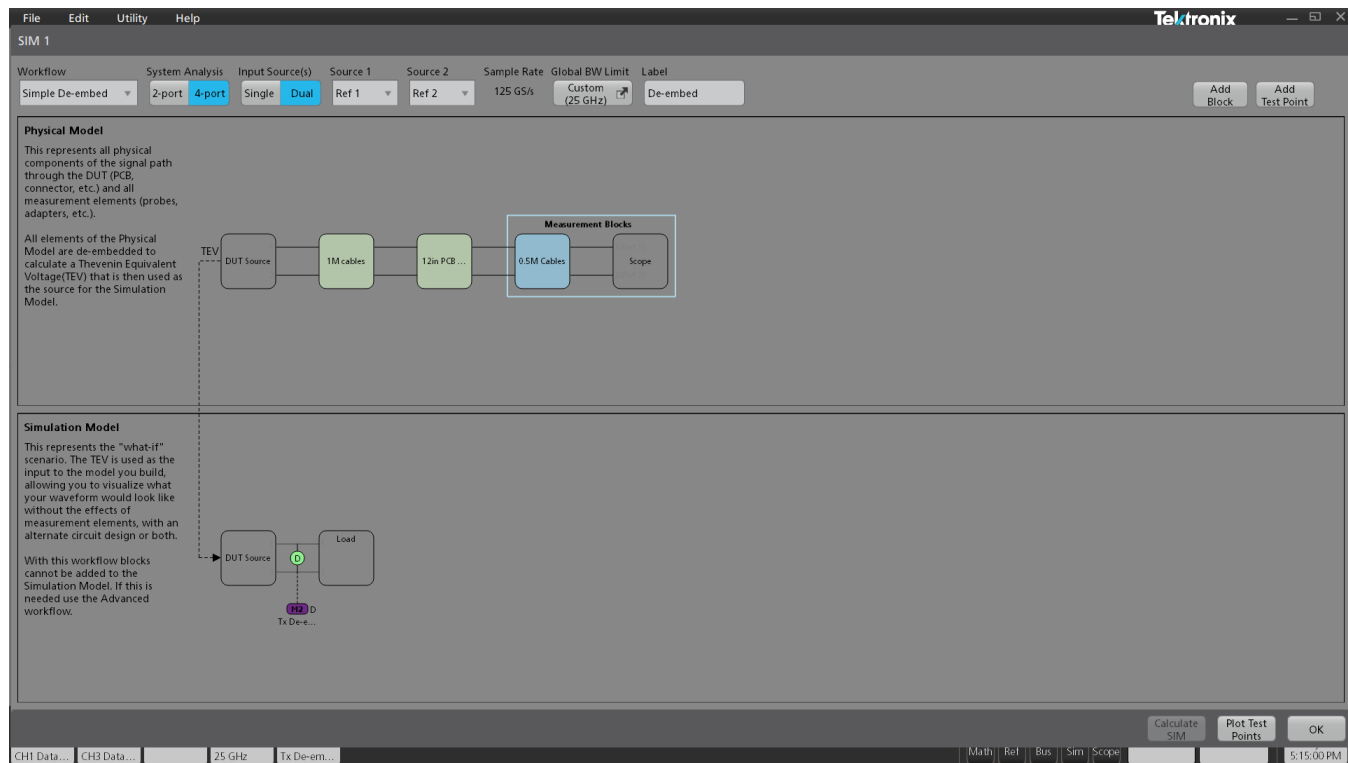 File Edit Utility Help
Tektronix
SIM 1
Workflow System Analysis Input Source(s) Source 1 Source 2 Sample Rate Global BW Limit Label
Simple De-embed 2-port 4-port Single Dual Ref 1 Ref 2 125 GS/s Custom (25 GHz) De-embed
Add Block
Add Test Point
Physical Model
This represents all physical
components of the signal path
through the DUT (PCB,
connector, etc.) and all
measurement elements (probes,
adapters, etc.).
All elements of the Physical
Model are de-embedded to
calculate a Thevenin Equivalent
Voltage(TEV) that is then used as
the source for the Simulation
Model.
Measurement Blocks
TEV
DUT Source 1M cables 12in PCB ... 0.5M Cables Scope
Simulation Model
This represents the "what-if"
scenario. The TEV is used as the
input to the model you build,
allowing you to visualize what
your waveform would look like
without the effects of
measurement elements, with an
alternate circuit design or both.
With this workflow blocks
cannot be added to the
Simulation Model. If this is
needed use the Advanced
workflow.
Load
DUT Source D
M2 D
Tx De-e...
Calculate SIM
Plot Test Points
OK
CH1 Data... CH3 Data... 25 GHz Tx De-em... Math Ref Bus Sim Scope 5:15:00 PM